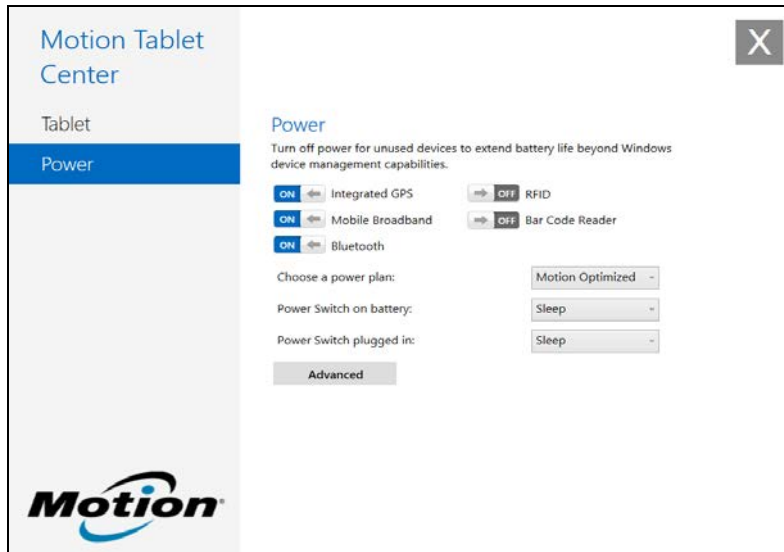 Motion Tablet
Center
X
Tablet
Power
Power
Turn off power for unused devices to extend battery life beyond Windows
device management capabilities.
ON Integrated GPS OFF RFID
ON Mobile Broadband OFF Bar Code Reader
ON Bluetooth
Choose a power plan: Motion Optimized
Power Switch on battery: Sleep
Power Switch plugged in: Sleep
Advanced
Motion